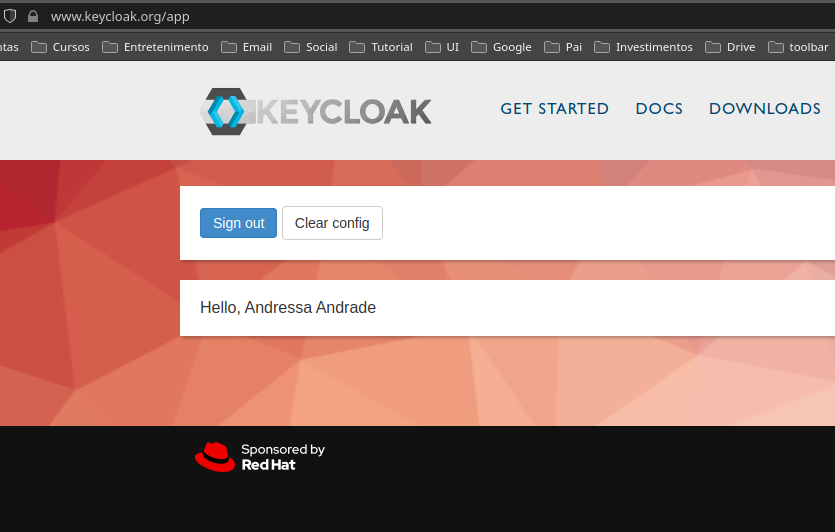 www.keycloak.org/app
Cursos Entretenimento Email Social Tutorial UI Google Pai Investimentos Drive toolbar
KEYCLOAK GET STARTED DOCS DOWNLOADS
Sign out Clear config
Hello, Andressa Andrade
Sponsored by
Red Hat